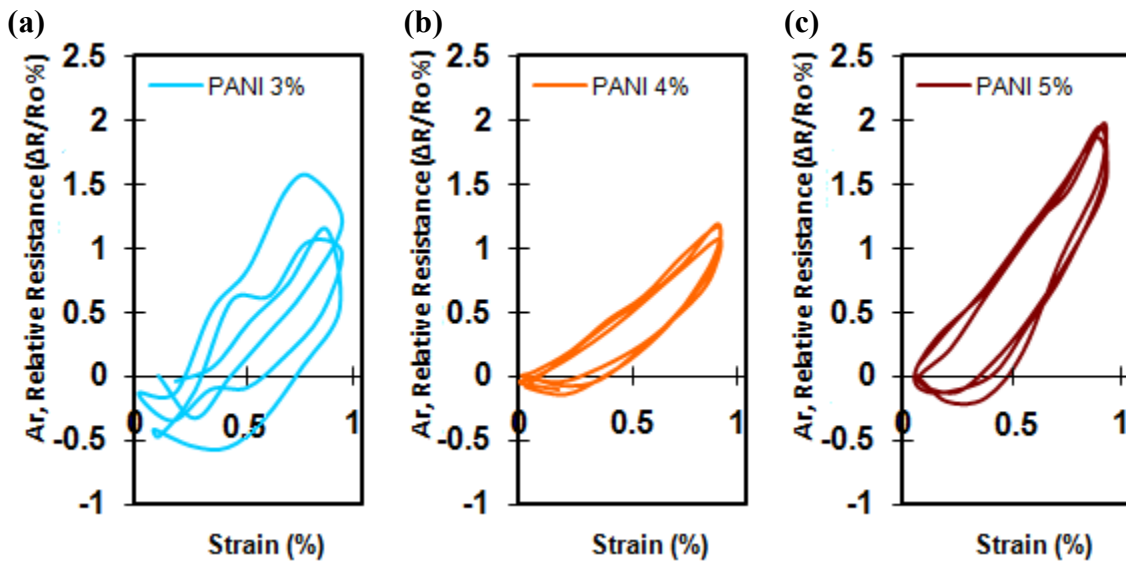 (a)
Ar, Relative Resistance (ΔR/Ro%)
2.5
2
1.5
1
0.5
0
-0.5
-1
PANI 3%
0
0.5
1
Strain (%)
(b)
Ar, Relative Resistance (ΔR/Ro%)
2.5
2
1.5
1
0.5
0
-0.5
-1
PANI 4%
0
0.5
1
Strain (%)
(c)
Ar, Relative Resistance (ΔR/Ro%)
2.5
2
1.5
1
0.5
0
-0.5
-1
PANI 5%
0
0.5
1
Strain (%)